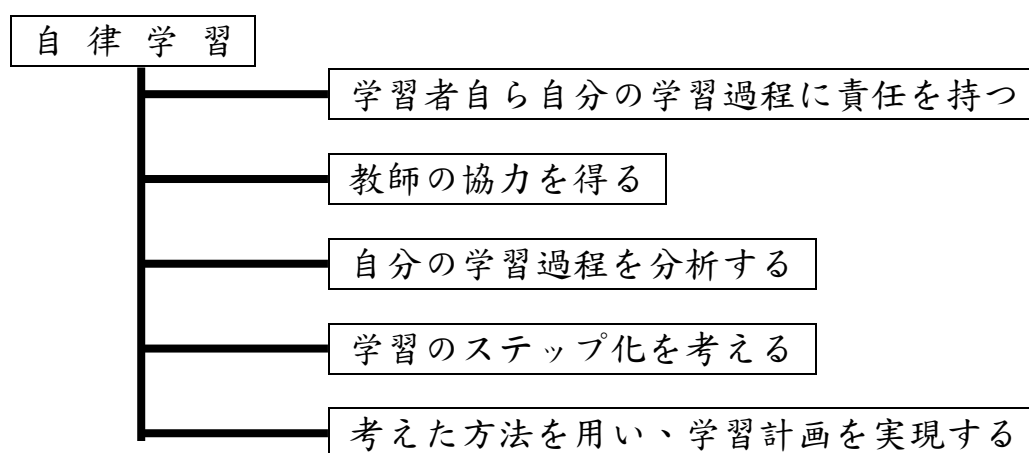 自律学習
学習者自ら自分の学習過程に責任を持つ
教師の協力を得る
自分の学習過程を分析する
学習のステップ化を考える
考えた方法を用い、学習計画を実現する